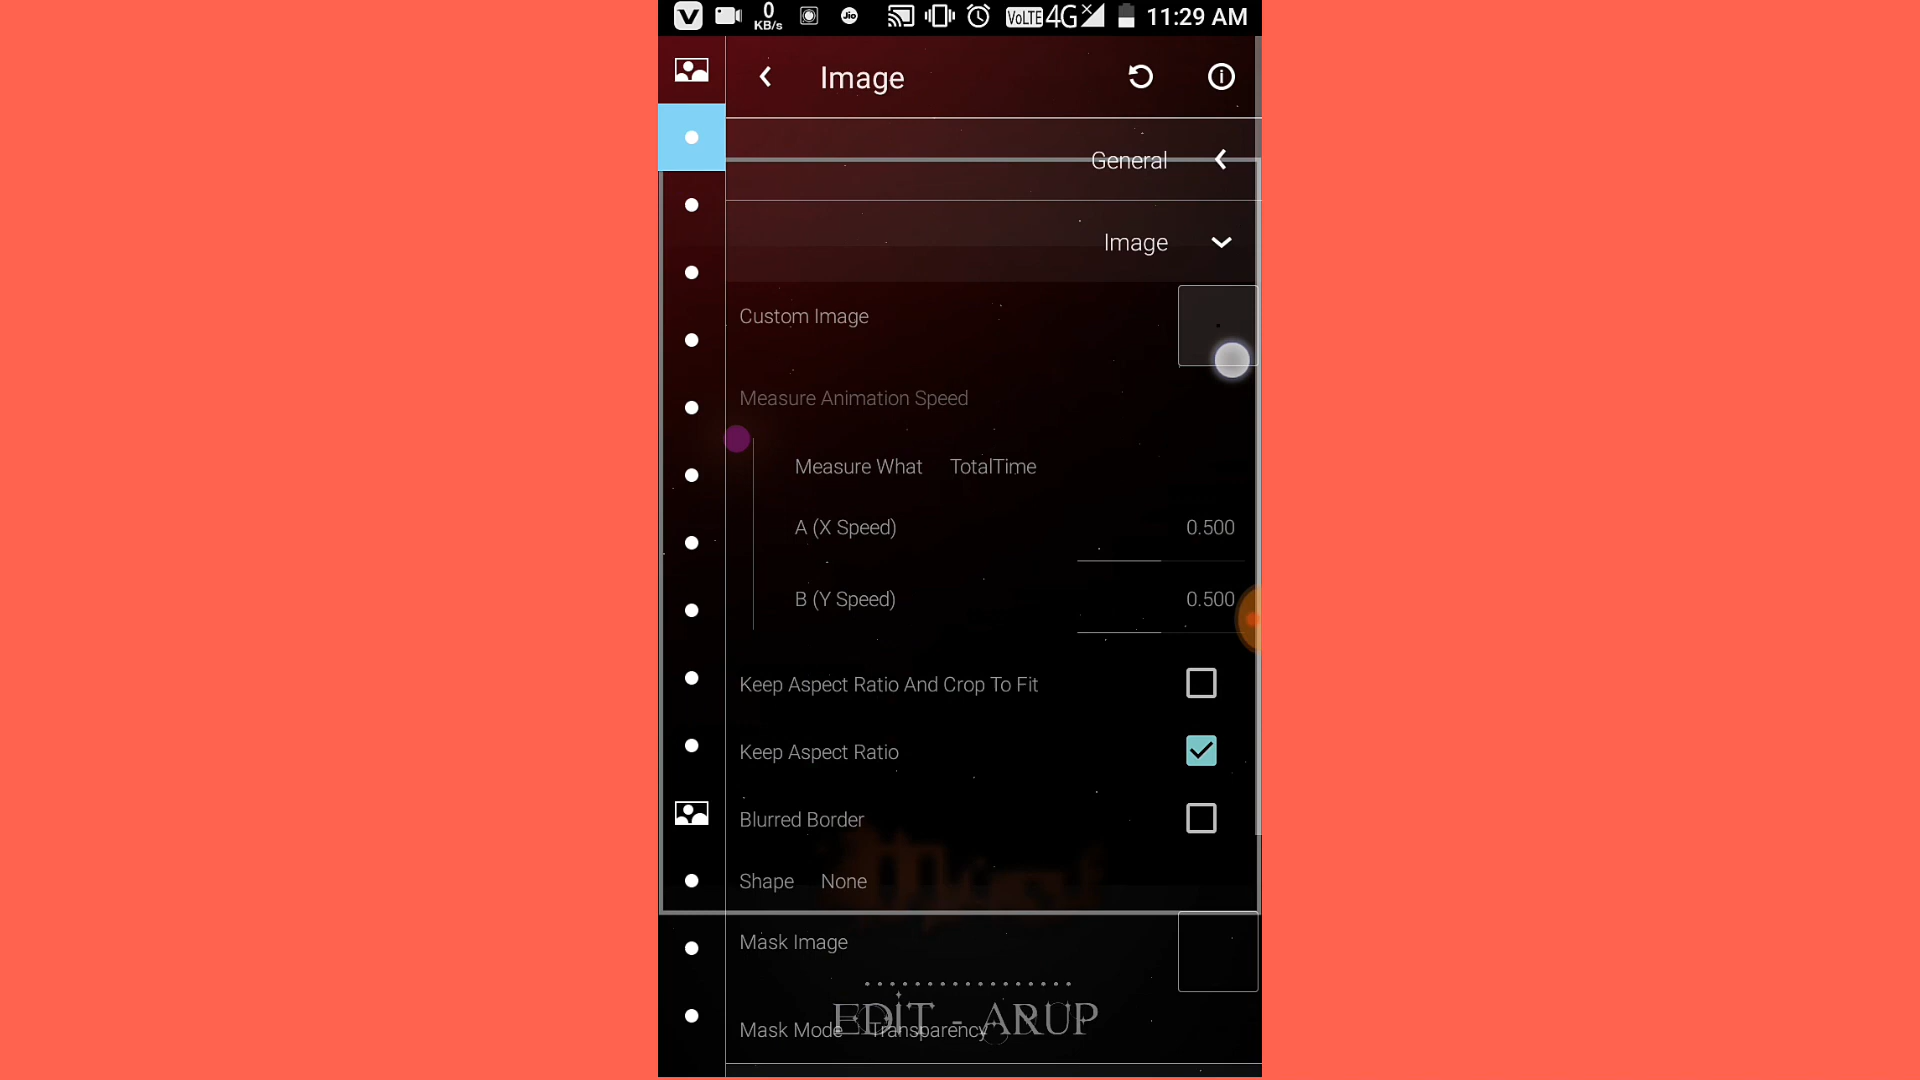 0
KB/s
Jio
VoLTE 4G 11:29 AM
Image
General
Image
Custom Image
Measure Animation Speed
Measure What TotalTime
A (X Speed) 0.500
B (Y Speed) 0.500
Keep Aspect Ratio And Crop To Fit
Keep Aspect Ratio
Blurred Border
Shape None
Mask Image
EDIT - ARUP
Mask Mode Transparency